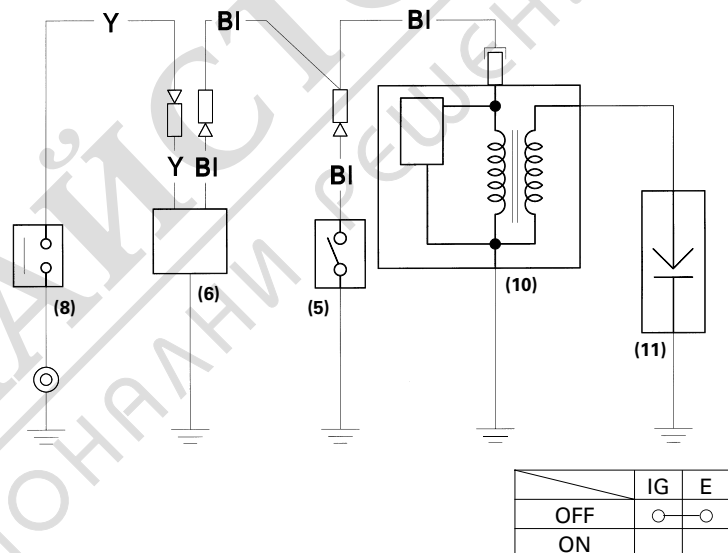 Y
Bl
Bl
Y Bl
Bl
(8)
(6)
(5)
(10)
(11)
IG E
OFF
ON